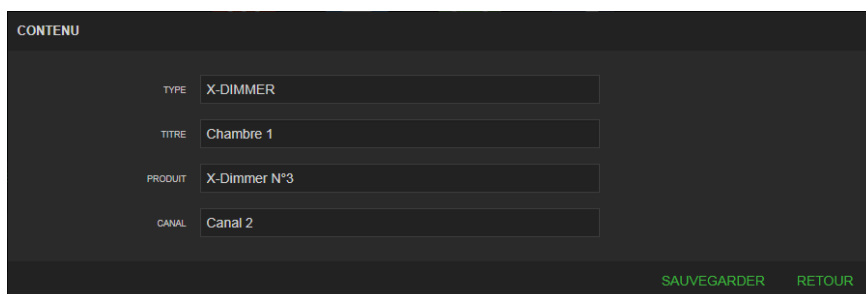 CONTENU
TYPE X-DIMMER
TITRE Chambre 1
PRODUIT X-Dimmer N°3
CANAL Canal 2
SAUVEGARDER RETOUR